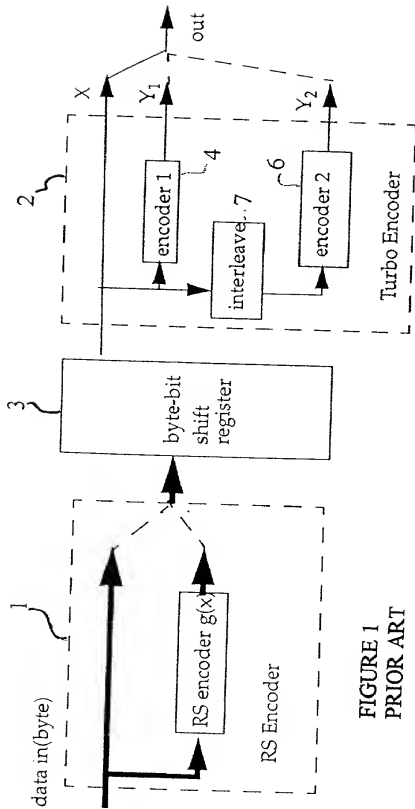 data in(byte)
1
RS encoder g(x)
RS Encoder
3
byte-bit
shift
register
2
X
encoder 1
4
Y1
out
interleave
7
encoder 2
6
Y2
Turbo Encoder
FIGURE 1
PRIOR ART